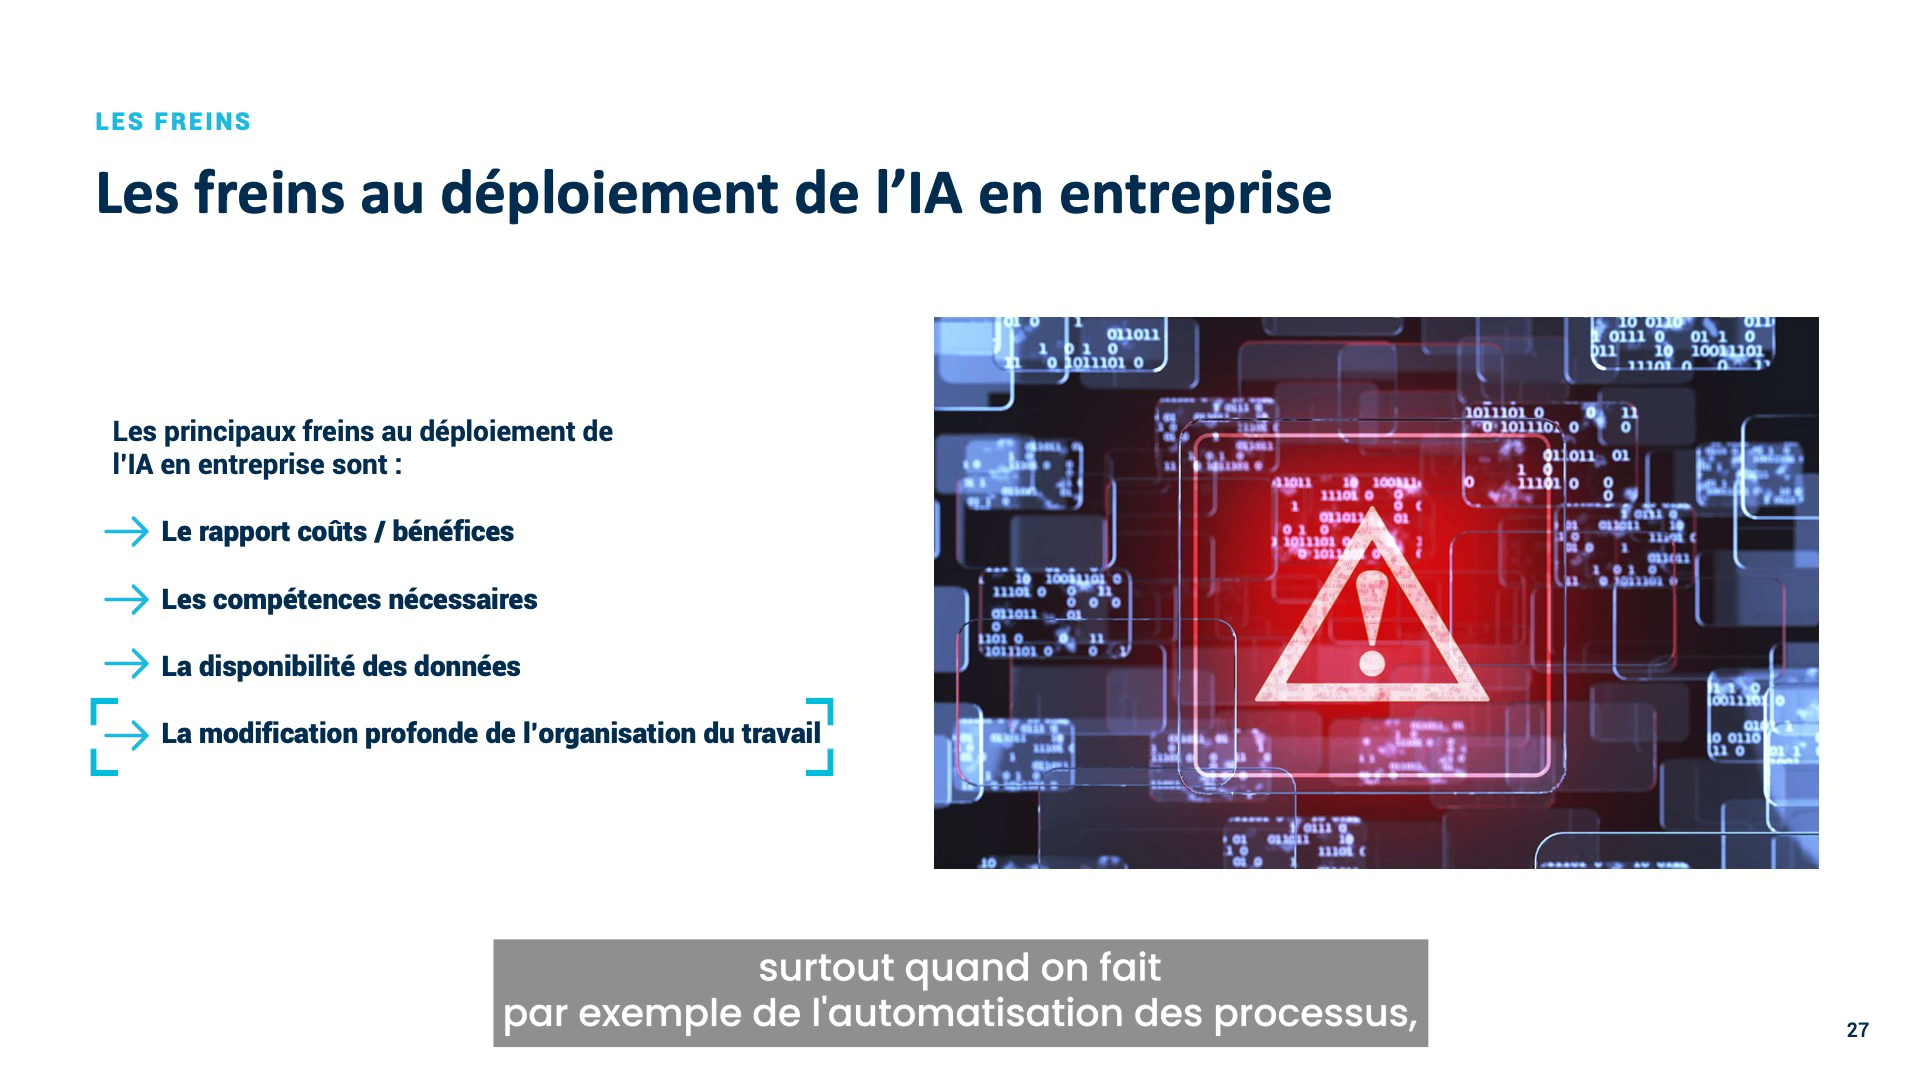 LES FREINS
Les freins au déploiement de l’IA en entreprise
Les principaux freins au déploiement de
l'IA en entreprise sont :
Le rapport coûts / bénéfices
Les compétences nécessaires
La disponibilité des données
La modification profonde de l'organisation du travail
surtout quand on fait
par exemple de l'automatisation des processus,
27